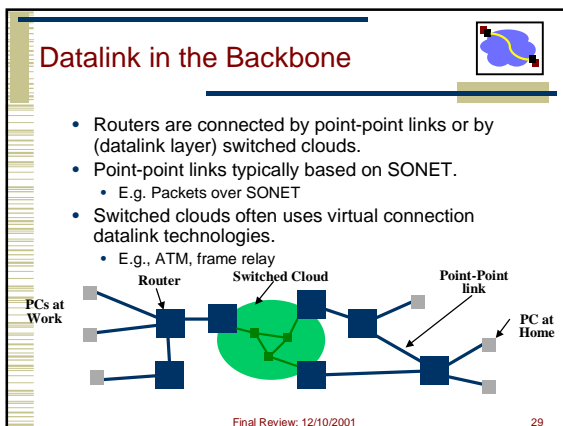 Datalink in the Backbone
• Routers are connected by point-point links or by
(datalink layer) switched clouds.
• Point-point links typically based on SONET.
• E.g. Packets over SONET
• Switched clouds often uses virtual connection
datalink technologies.
• E.g., ATM, frame relay
Router
Switched Cloud
Point-Point
link
PCs at
Work
PC at
Home
Final Review: 12/10/2001
29